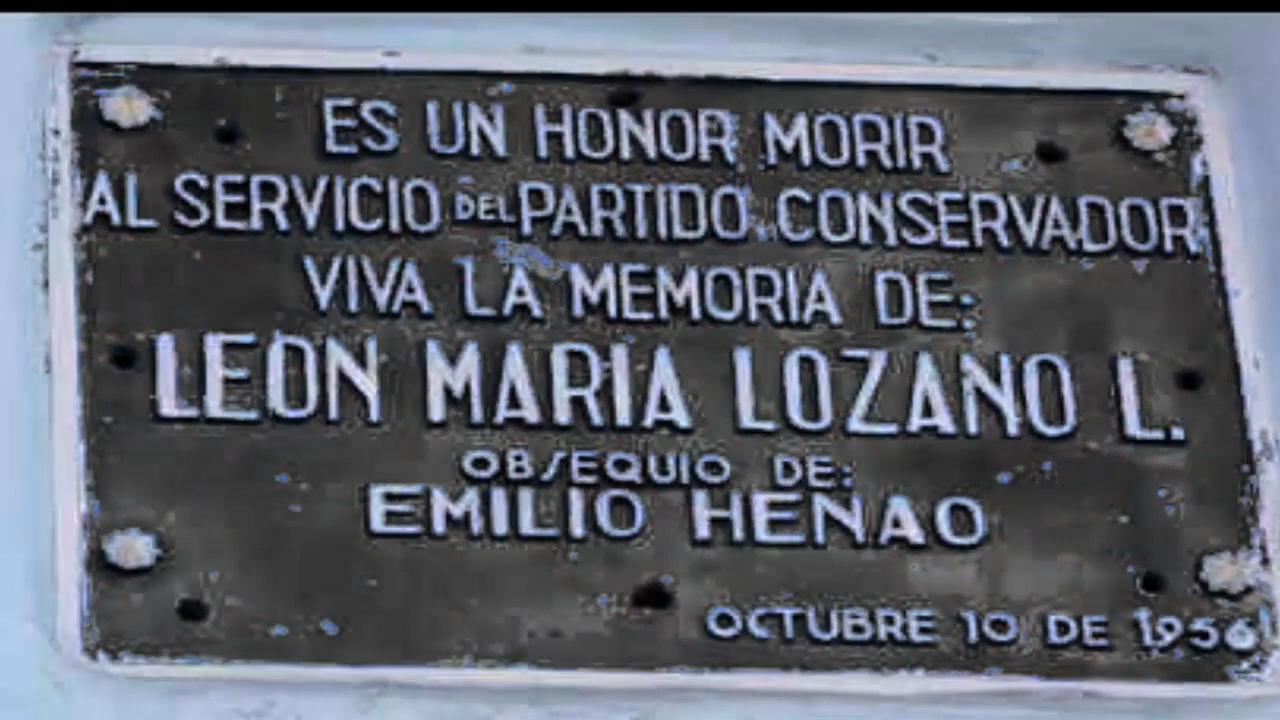 ES UN HONOR MORIR
AL SERVICIO DEL PARTIDO CONSERVADOR
VIVA LA MEMORIA DE:
LEON MARIA LOZANO L.
OBSEQUIO DE:
EMILIO HENAO
OCTUBRE 10 DE 1956